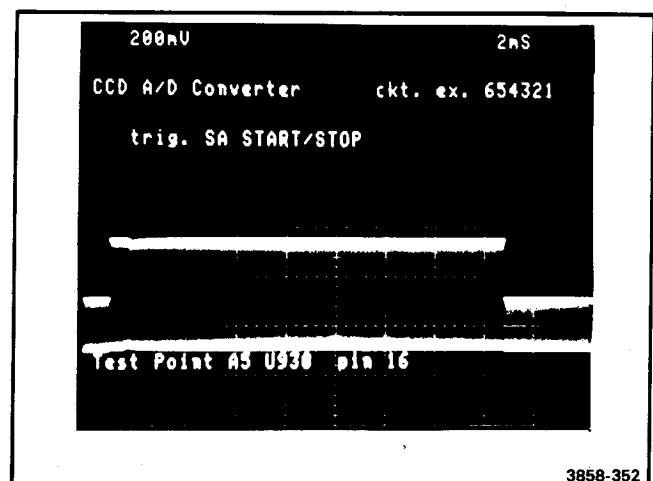 200mV 2mS
CCD A/D Converter ckt. ex. 654321
trig. SA START/STOP
Test Point A5 U930 pin 16
3858-352